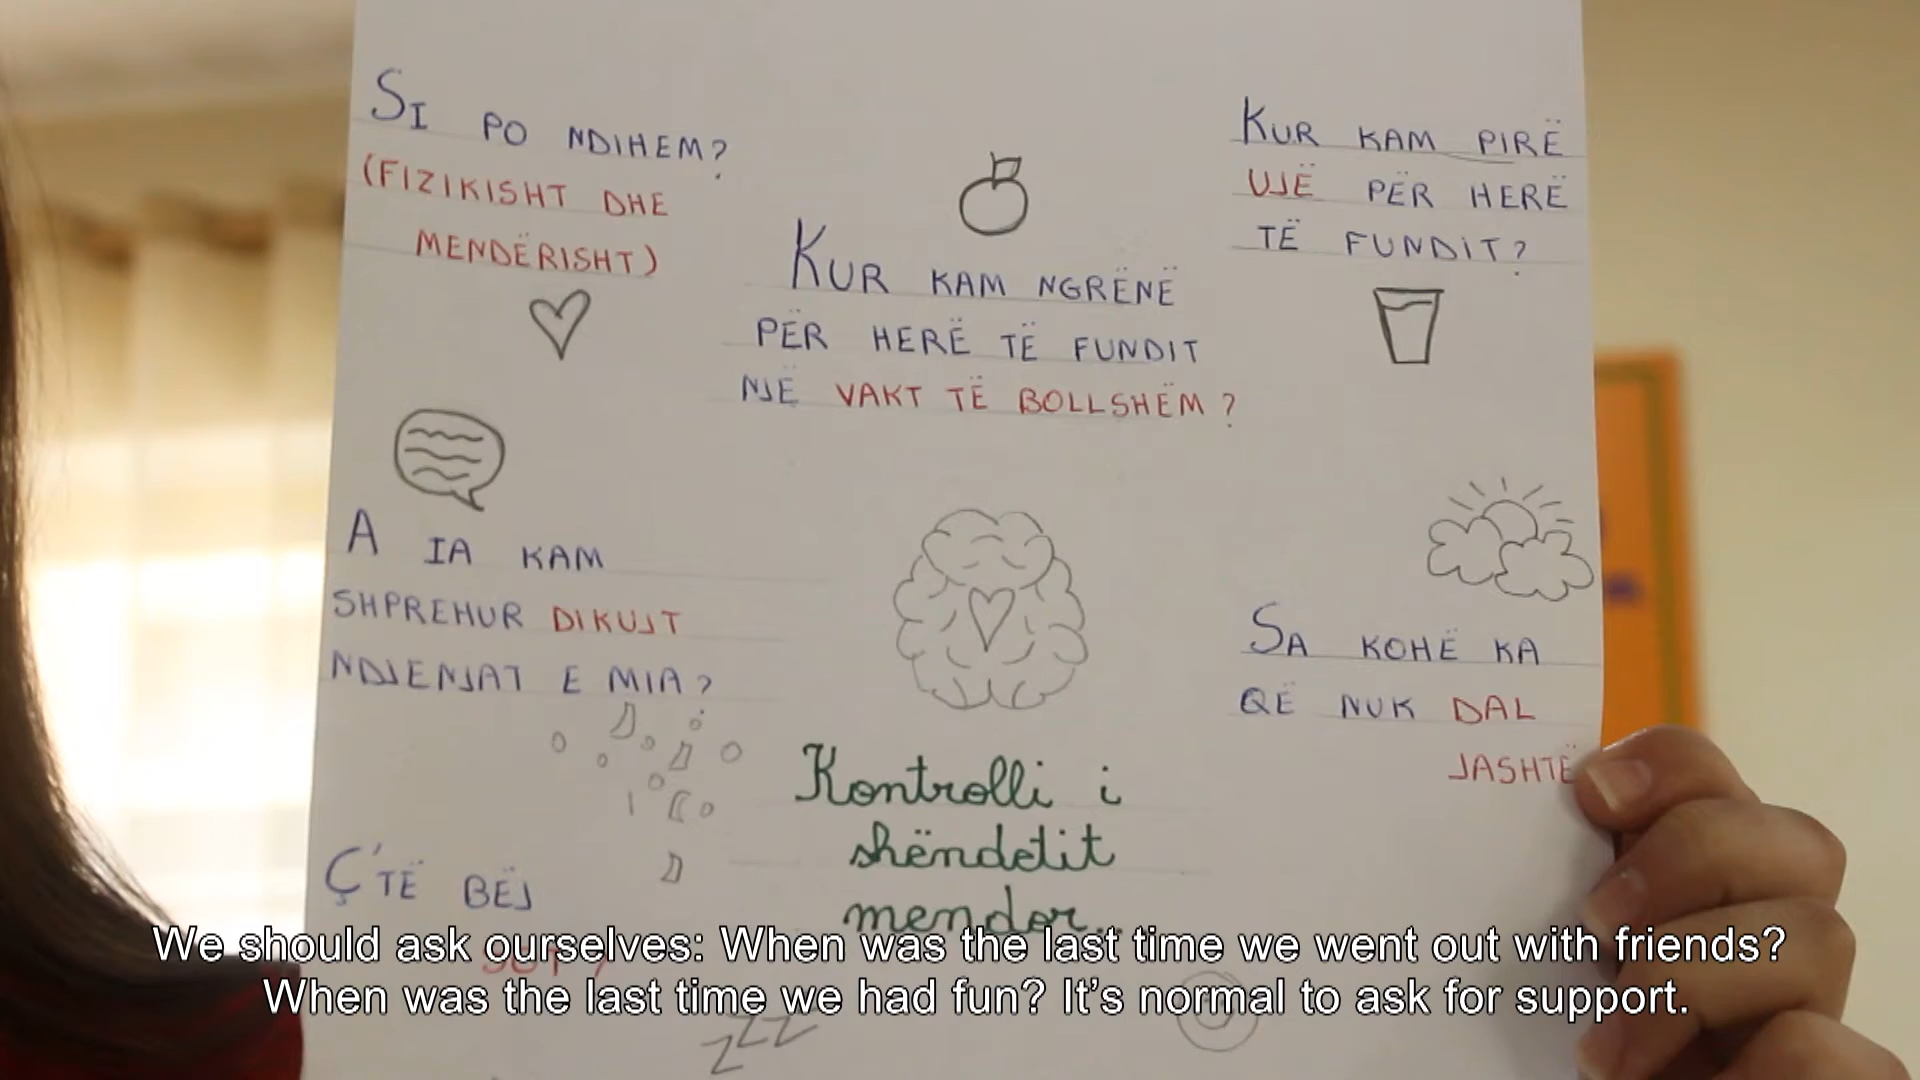 SI PO NDIHEM?
(FIZIKISHT DHE
MENDËRISHT)
KUR KAM NGRËNË
PËR HERË TË FUNDIT
NJË VAKT TË BOLLSHËM?
KUR KAM PIRË
UJË PËR HERË
TË FUNDIT?
A IA KAM
SHPREHUR DIKUJT
NDJENJAT E MIA?
SA KOHË KA
QË NUK DAL
JASHTË
Kontrolli i
shëndetit
mendor...
Ç'TË BËJ
ZZZ
We should ask ourselves: When was the last time we went out with friends?
When was the last time we had fun? It's normal to ask for support.